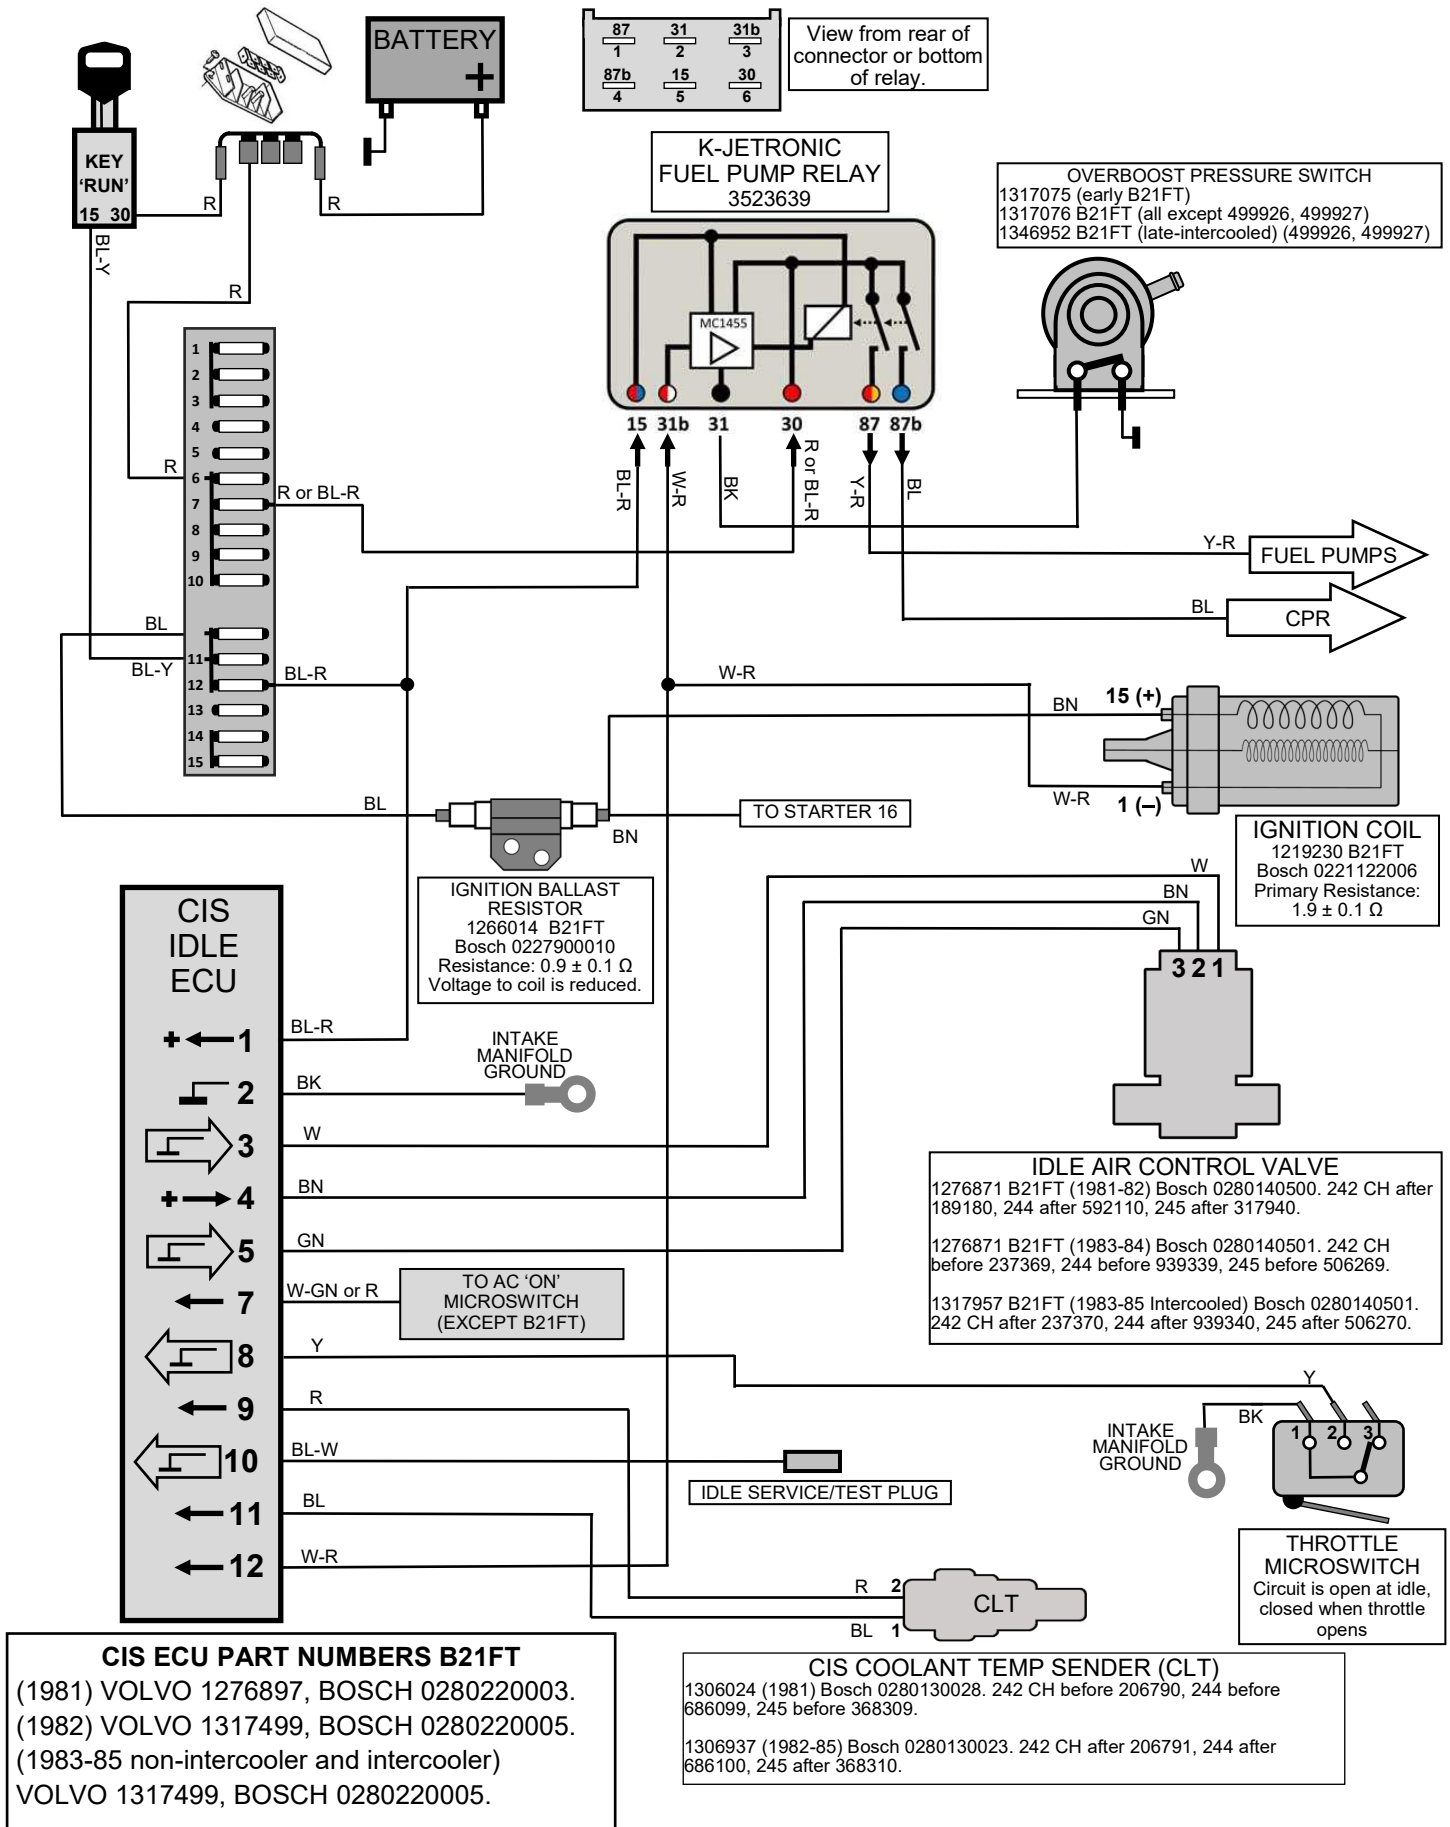 BATTERY
+
KEY
‘RUN’
15 30
R
R
BL-Y
R
87 31 31b
1 2 3
87b 15 30
4 5 6
View from rear of
connector or bottom
of relay.
K-JETRONIC
FUEL PUMP RELAY
3523639
OVERBOOST PRESSURE SWITCH
1317075 (early B21FT)
1317076 B21FT (all except 499926, 499927)
1346952 B21FT (late-intercooled) (499926, 499927)
MC1455
15 31b 31 30 87 87b
BL-R
W-R
BK
R or BL-R
Y-R
BL
1
2
3
4
5
6
7
8
9
10
11
12
13
14
15
R
R or BL-R
BL
BL-Y
BL-R
Y-R
FUEL PUMPS
BL
CPR
W-R
BN
15 (+)
W-R
1 (–)
BL
BN
TO STARTER 16
IGNITION COIL
1219230 B21FT
Bosch 0221122006
Primary Resistance:
1.9 ± 0.1 Ω
IGNITION BALLAST
RESISTOR
1266014 B21FT
Bosch 0227900010
Resistance: 0.9 ± 0.1 Ω
Voltage to coil is reduced.
W
BN
GN
3 2 1
CIS
IDLE
ECU
+ 1
BL-R
2
BK
INTAKE
MANIFOLD
GROUND
3
W
+ 4
BN
5
GN
7
W-GN or R
TO AC ‘ON’
MICROSWITCH
(EXCEPT B21FT)
8
Y
9
R
10
BL-W
IDLE SERVICE/TEST PLUG
11
BL
12
W-R
IDLE AIR CONTROL VALVE
1276871 B21FT (1981-82) Bosch 0280140500. 242 CH after
189180, 244 after 592110, 245 after 317940.
1276871 B21FT (1983-84) Bosch 0280140501. 242 CH
before 237369, 244 before 939339, 245 before 506269.
1317957 B21FT (1983-85 Intercooled) Bosch 0280140501.
242 CH after 237370, 244 after 939340, 245 after 506270.
Y
BK
1 2 3
INTAKE
MANIFOLD
GROUND
THROTTLE
MICROSWITCH
Circuit is open at idle,
closed when throttle
opens
R 2
CLT
BL 1
CIS COOLANT TEMP SENDER (CLT)
1306024 (1981) Bosch 0280130028. 242 CH before 206790, 244 before
686099, 245 before 368309.
1306937 (1982-85) Bosch 0280130023. 242 CH after 206791, 244 after
686100, 245 after 368310.
CIS ECU PART NUMBERS B21FT
(1981) VOLVO 1276897, BOSCH 0280220003.
(1982) VOLVO 1317499, BOSCH 0280220005.
(1983-85 non-intercooler and intercooler)
VOLVO 1317499, BOSCH 0280220005.